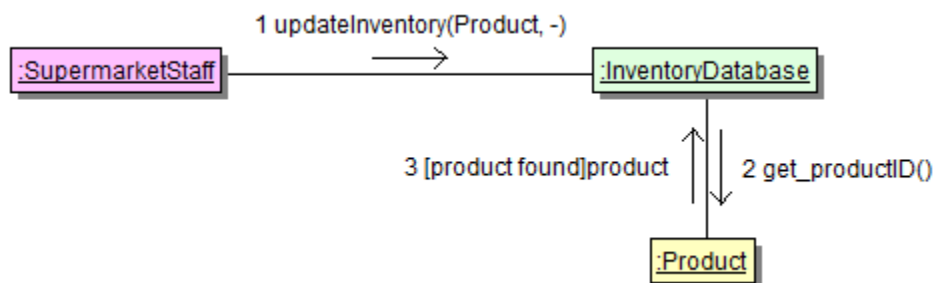 1 updateInventory(Product, -)
:SupermarketStaff
:InventoryDatabase
3 [product found]product
2 get_productID()
:Product